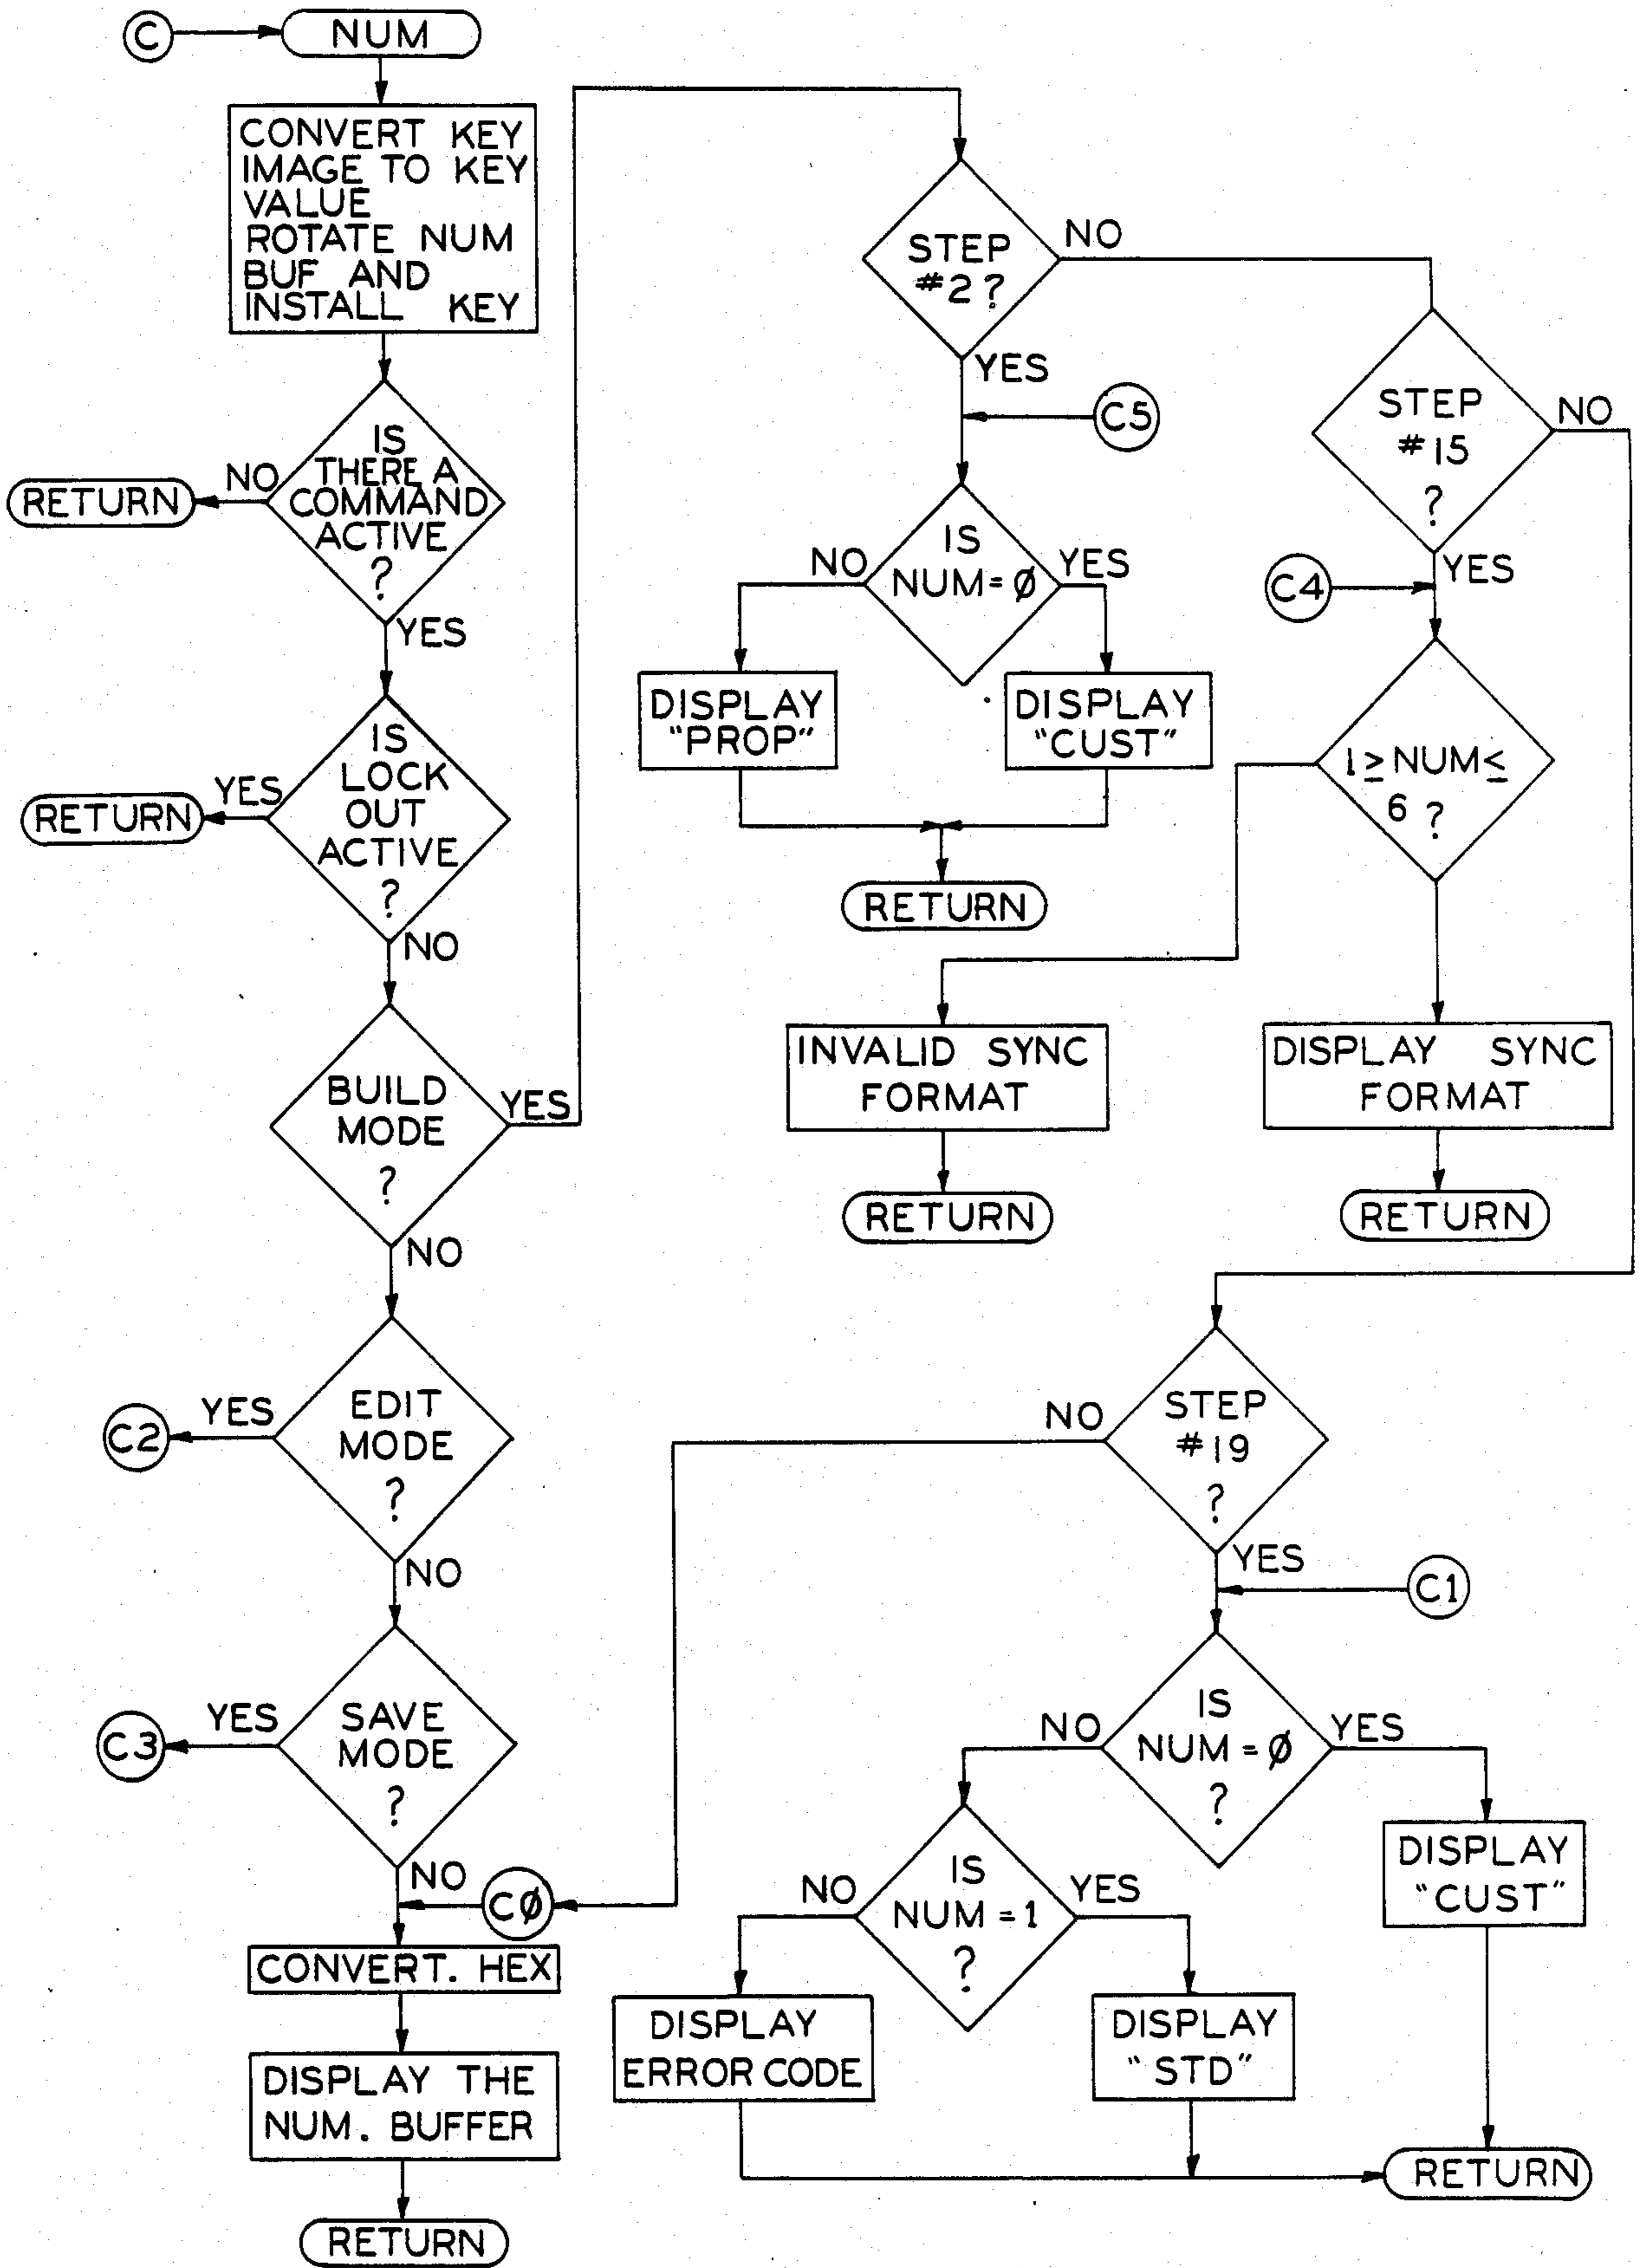 C
NUM
CONVERT KEY
IMAGE TO KEY
VALUE
ROTATE NUM
BUF AND
INSTALL KEY
IS
THERE A
COMMAND
ACTIVE
?
NO
RETURN
YES
IS
LOCK
OUT
ACTIVE
?
YES
RETURN
NO
BUILD
MODE
?
YES
NO
EDIT
MODE
?
YES
C2
NO
SAVE
MODE
?
YES
C3
NO
CØ
CONVERT. HEX
DISPLAY THE
NUM. BUFFER
RETURN
STEP
#2?
NO
YES
C5
IS
NUM=Ø
NO
YES
DISPLAY
"PROP"
DISPLAY
"CUST"
RETURN
STEP
#15
?
NO
YES
C4
1≥NUM≤
6 ?
INVALID SYNC
FORMAT
RETURN
DISPLAY SYNC
FORMAT
RETURN
STEP
#19
?
NO
YES
C1
IS
NUM=Ø
?
NO
YES
IS
NUM=1
?
NO
YES
DISPLAY
ERROR CODE
DISPLAY
"STD"
DISPLAY
"CUST"
RETURN